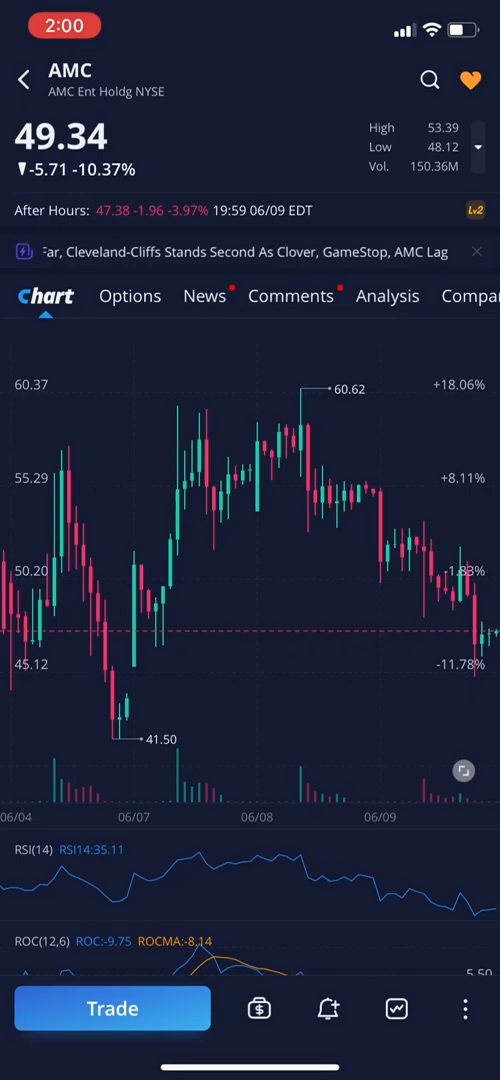 2:00
AMC
AMC Ent Holdg NYSE
49.34
-5.71 -10.37%
High 53.39
Low 48.12
Vol. 150.36M
After Hours: 47.38 -1.96 -3.97% 19:59 06/09 EDT
Lv2
Far, Cleveland-Cliffs Stands Second As Clover, GameStop, AMC Lag
Chart Options News Comments Analysis Compa
60.37 +18.06%
60.62
55.29 +8.11%
50.20 -1.83%
45.12 -11.78%
41.50
06/04 06/07 06/08 06/09
RSI(14) RSI14:35.11
ROC(12,6) ROC:-9.75 ROCMA:-8.14
5.50
Trade